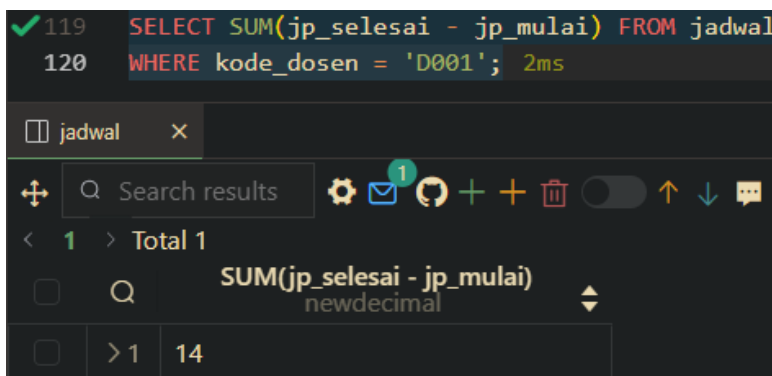 119 SELECT SUM(jp_selesai - jp_mulai) FROM jadwal
120 WHERE kode_dosen = 'D001'; 2ms
jadwal ×
Search results 1
< 1 > Total 1
SUM(jp_selesai - jp_mulai)
newdecimal
> 1 14